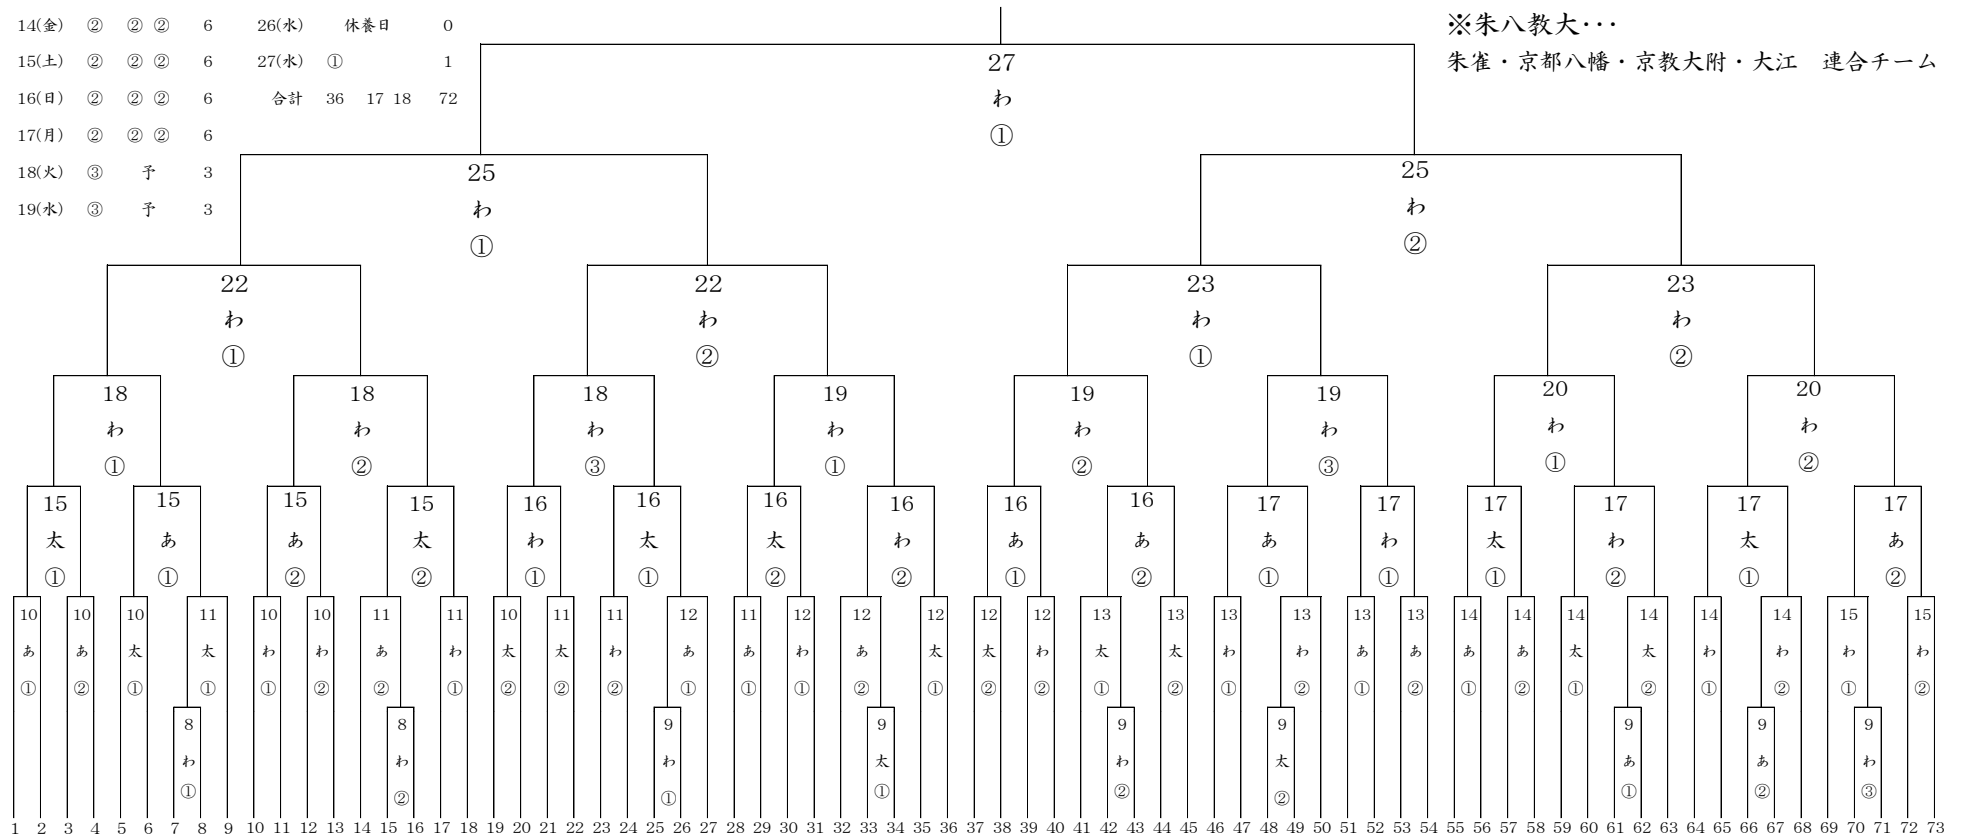 14(金) ② ② ② 6 26(水) 休養日 0
15(土) ② ② ② 6 27(水) ① 1
16(日) ② ② ② 6 合計 36 17 18 72
17(月) ② ② ② 6
18(火) ③ 予 3
19(水) ③ 予 3
※朱八教大・・・
朱雀・京都八幡・京教大附・大江 連合チーム
27
わ
①
25 25
わ わ
① ②
22 22 23 23
わ わ わ わ
① ② ① ②
18 18 18 19 19 19 20 20
わ わ わ わ わ わ わ わ
① ② ③ ① ② ③ ① ②
15 15 15 15 16 16 16 16 16 16 17 17 17 17 17 17
太 あ あ 太 わ 太 太 わ あ あ あ わ 太 わ 太 あ
① ① ② ② ① ① ② ② ① ② ① ① ① ② ① ②
10 10 10 11 10 10 11 11 10 11 11 12 11 12 12 12 12 12 13 13 13 13 13 13 14 14 14 14 14 14 15 15
あ あ 太 太 わ わ あ わ 太 太 わ あ あ わ あ 太 太 わ 太 太 わ わ あ あ あ あ 太 太 わ わ わ わ
① ② ① ① ① ② ② ① ② ② ② ① ① ① ② ① ② ② ① ② ① ② ① ② ① ② ① ② ① ② ① ②
8 8 9 9 9 9 9 9 9
わ わ わ 太 わ 太 あ あ わ
① ② ① ① ② ② ① ② ③
1 2 3 4 5 6 7 8 9 10 11 12 13 14 15 16 17 18 19 20 21 22 23 24 25 26 27 28 29 30 31 32 33 34 35 36 37 38 39 40 41 42 43 44 45 46 47 48 49 50 51 52 53 54 55 56 57 58 59 60 61 62 63 64 65 66 67 68 69 70 71 72 73